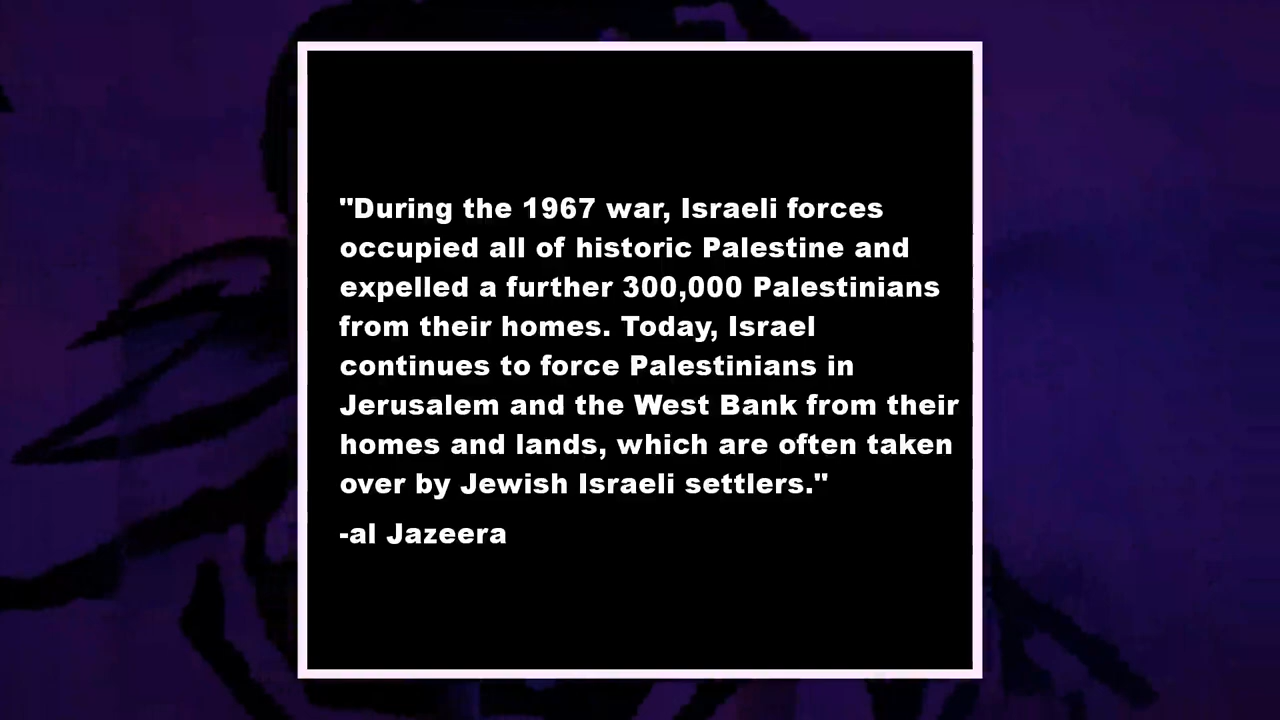 "During the 1967 war, Israeli forces
occupied all of historic Palestine and
expelled a further 300,000 Palestinians
from their homes. Today, Israel
continues to force Palestinians in
Jerusalem and the West Bank from their
homes and lands, which are often taken
over by Jewish Israeli settlers."
-al Jazeera